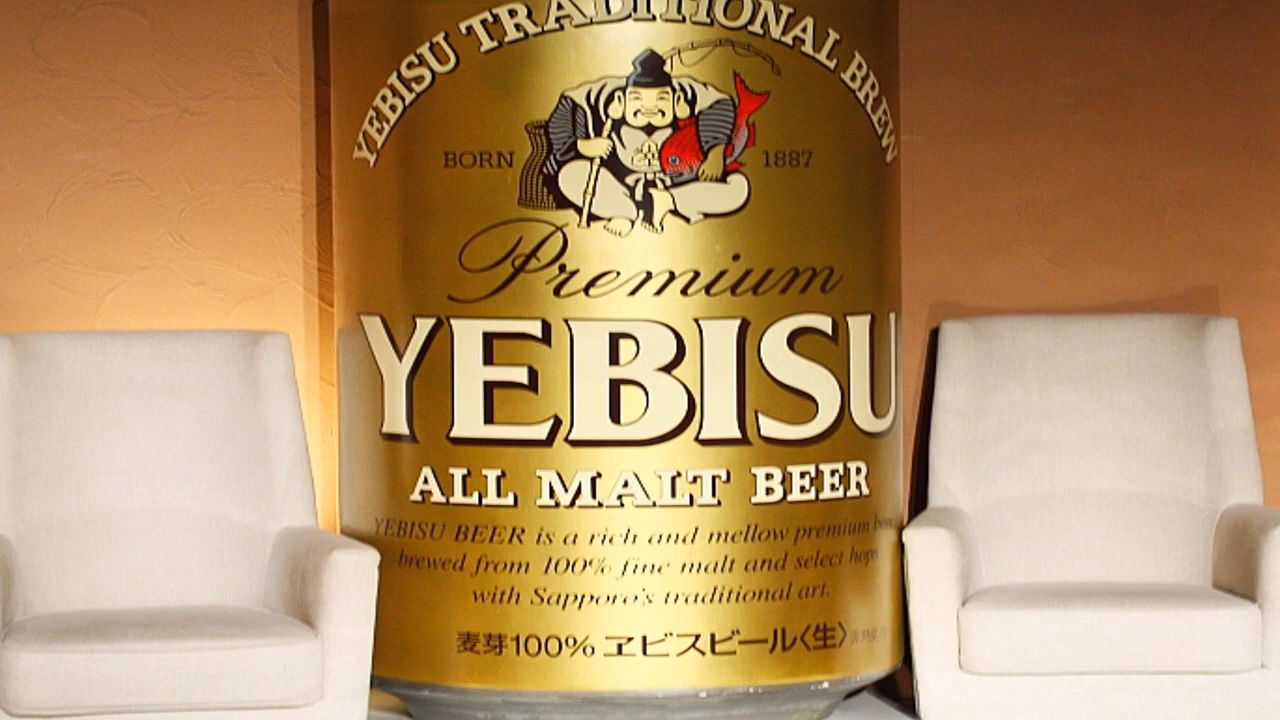 YEBISU TRADITIONAL BREW
BORN 1887
Premium
YEBISU
ALL MALT BEER
YEBISU BEER is a rich and mellow premium beer
brewed from 100% fine malt and select hops
with Sapporo's traditional art.
麦芽100% ヱビスビール〈生〉